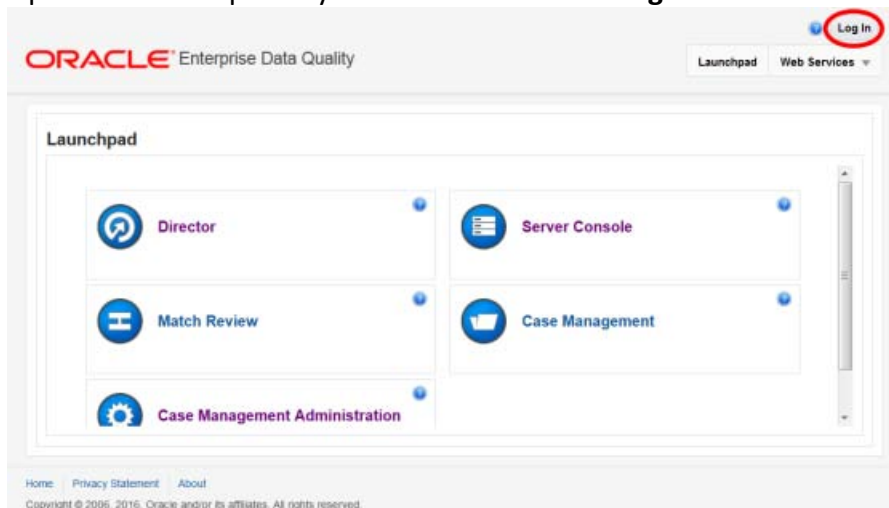 Log In
ORACLE Enterprise Data Quality
Launchpad Web Services
Launchpad
Director Server Console
Match Review Case Management
Case Management Administration
Home Privacy Statement About
Copyright © 2006, 2016, Oracle and/or its affiliates. All rights reserved.